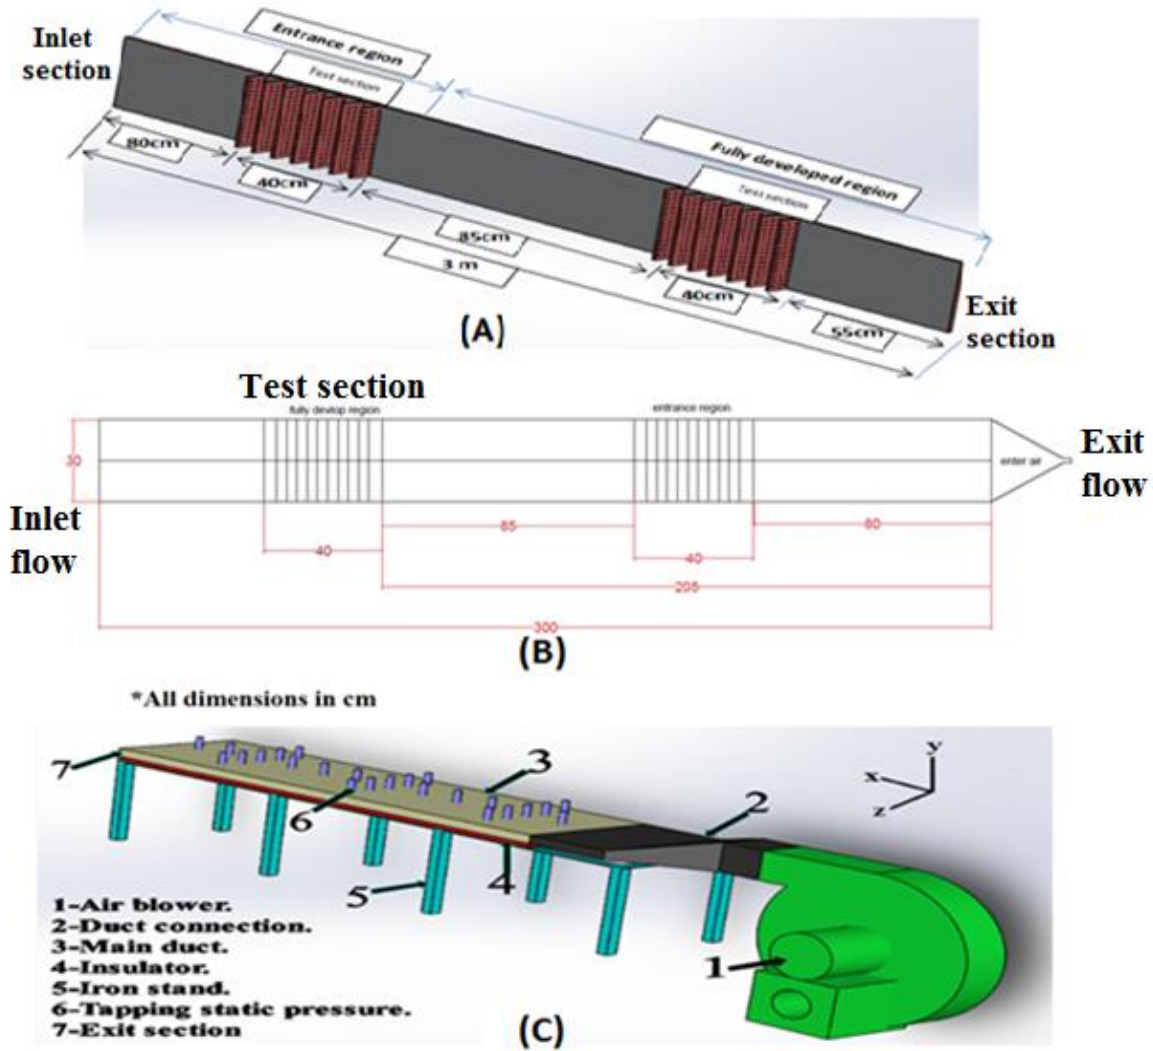 Inlet
section
Entrance region
Test section
Fully developed region
Test section
80cm
40cm
85cm
3 m
40cm
55cm
Exit
section
(A)
Test section
fully devlop region
entrance region
30
enter air
Exit
flow
Inlet
flow
85
80
40
40
205
300
(B)
*All dimensions in cm
7
3
2
6
5
4
1
y
x
z
1-Air blower.
2-Duct connection.
3-Main duct.
4-Insulator.
5-Iron stand.
6-Tapping static pressure.
7-Exit section
(C)